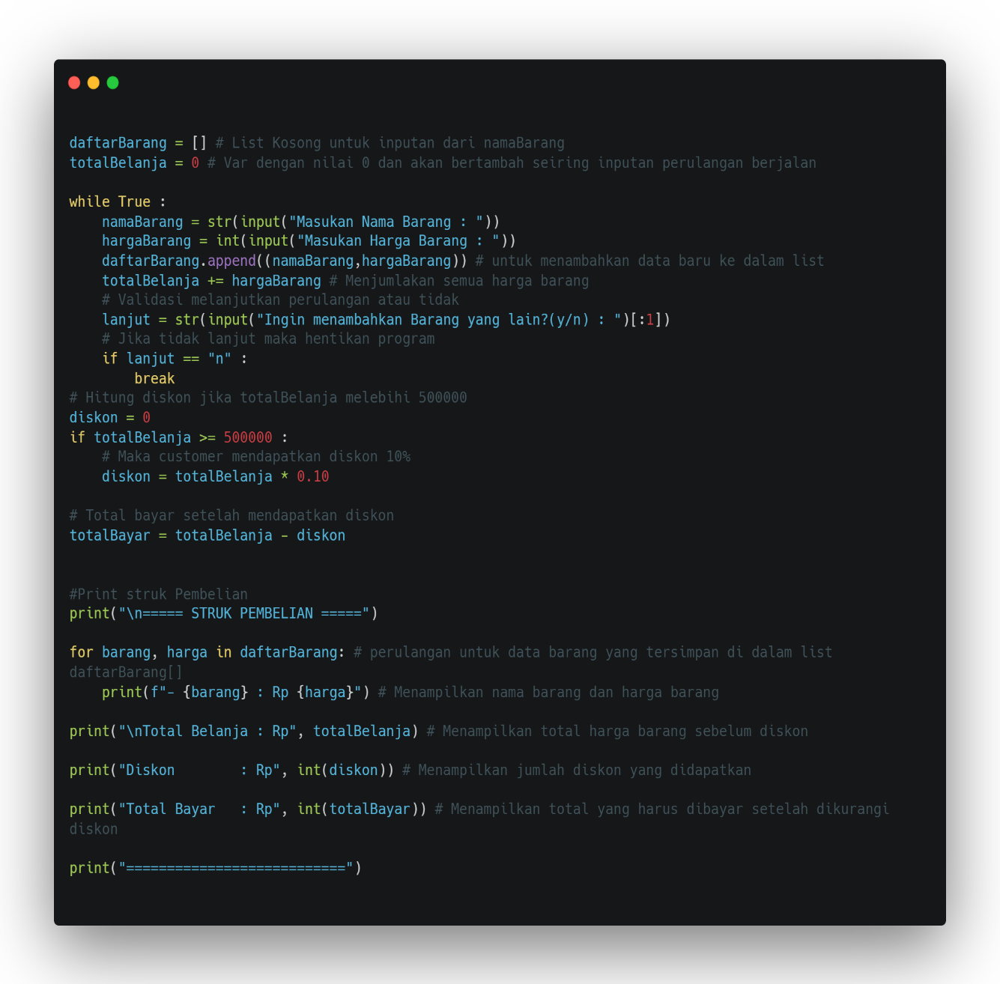 daftarBarang = [] # List Kosong untuk inputan dari namaBarang
totalBelanja = 0 # Var dengan nilai 0 dan akan bertambah seiring inputan perulangan berjalan

while True :
    namaBarang = str(input("Masukan Nama Barang : "))
    hargaBarang = int(input("Masukan Harga Barang : "))
    daftarBarang.append((namaBarang,hargaBarang)) # untuk menambahkan data baru ke dalam list
    totalBelanja += hargaBarang # Menjumlakan semua harga barang
    # Validasi melanjutkan perulangan atau tidak
    lanjut = str(input("Ingin menambahkan Barang yang lain?(y/n) : ")[:1])
    # Jika tidak lanjut maka hentikan program
    if lanjut == "n" :
        break
# Hitung diskon jika totalBelanja melebihi 500000
diskon = 0
if totalBelanja >= 500000 :
    # Maka customer mendapatkan diskon 10%
    diskon = totalBelanja * 0.10

# Total bayar setelah mendapatkan diskon
totalBayar = totalBelanja - diskon


#Print struk Pembelian
print("\n===== STRUK PEMBELIAN =====")

for barang, harga in daftarBarang: # perulangan untuk data barang yang tersimpan di dalam list
daftarBarang[]
    print(f"- {barang} : Rp {harga}") # Menampilkan nama barang dan harga barang

print("\nTotal Belanja : Rp", totalBelanja) # Menampilkan total harga barang sebelum diskon

print("Diskon        : Rp", int(diskon)) # Menampilkan jumlah diskon yang didapatkan

print("Total Bayar   : Rp", int(totalBayar)) # Menampilkan total yang harus dibayar setelah dikurangi
diskon

print("===========================")